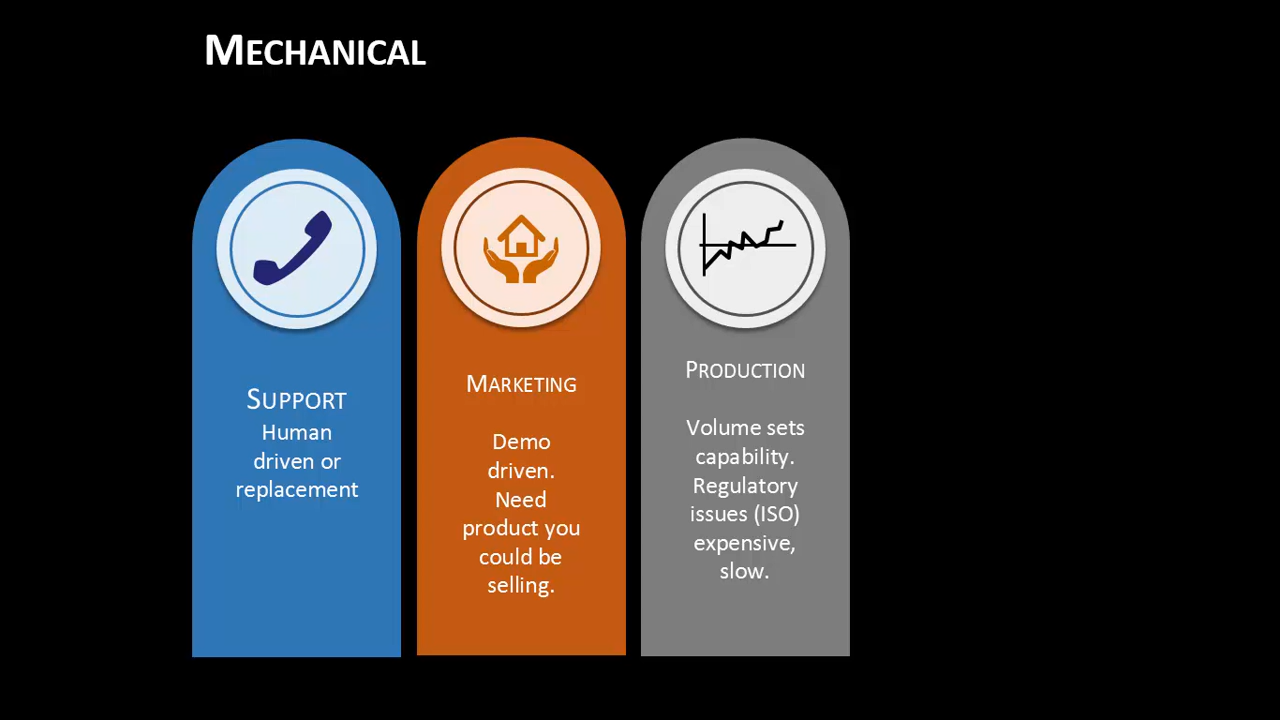 MECHANICAL
SUPPORT
Human
driven or
replacement
MARKETING
Demo
driven.
Need
product you
could be
selling.
PRODUCTION
Volume sets
capability.
Regulatory
issues (ISO)
expensive,
slow.